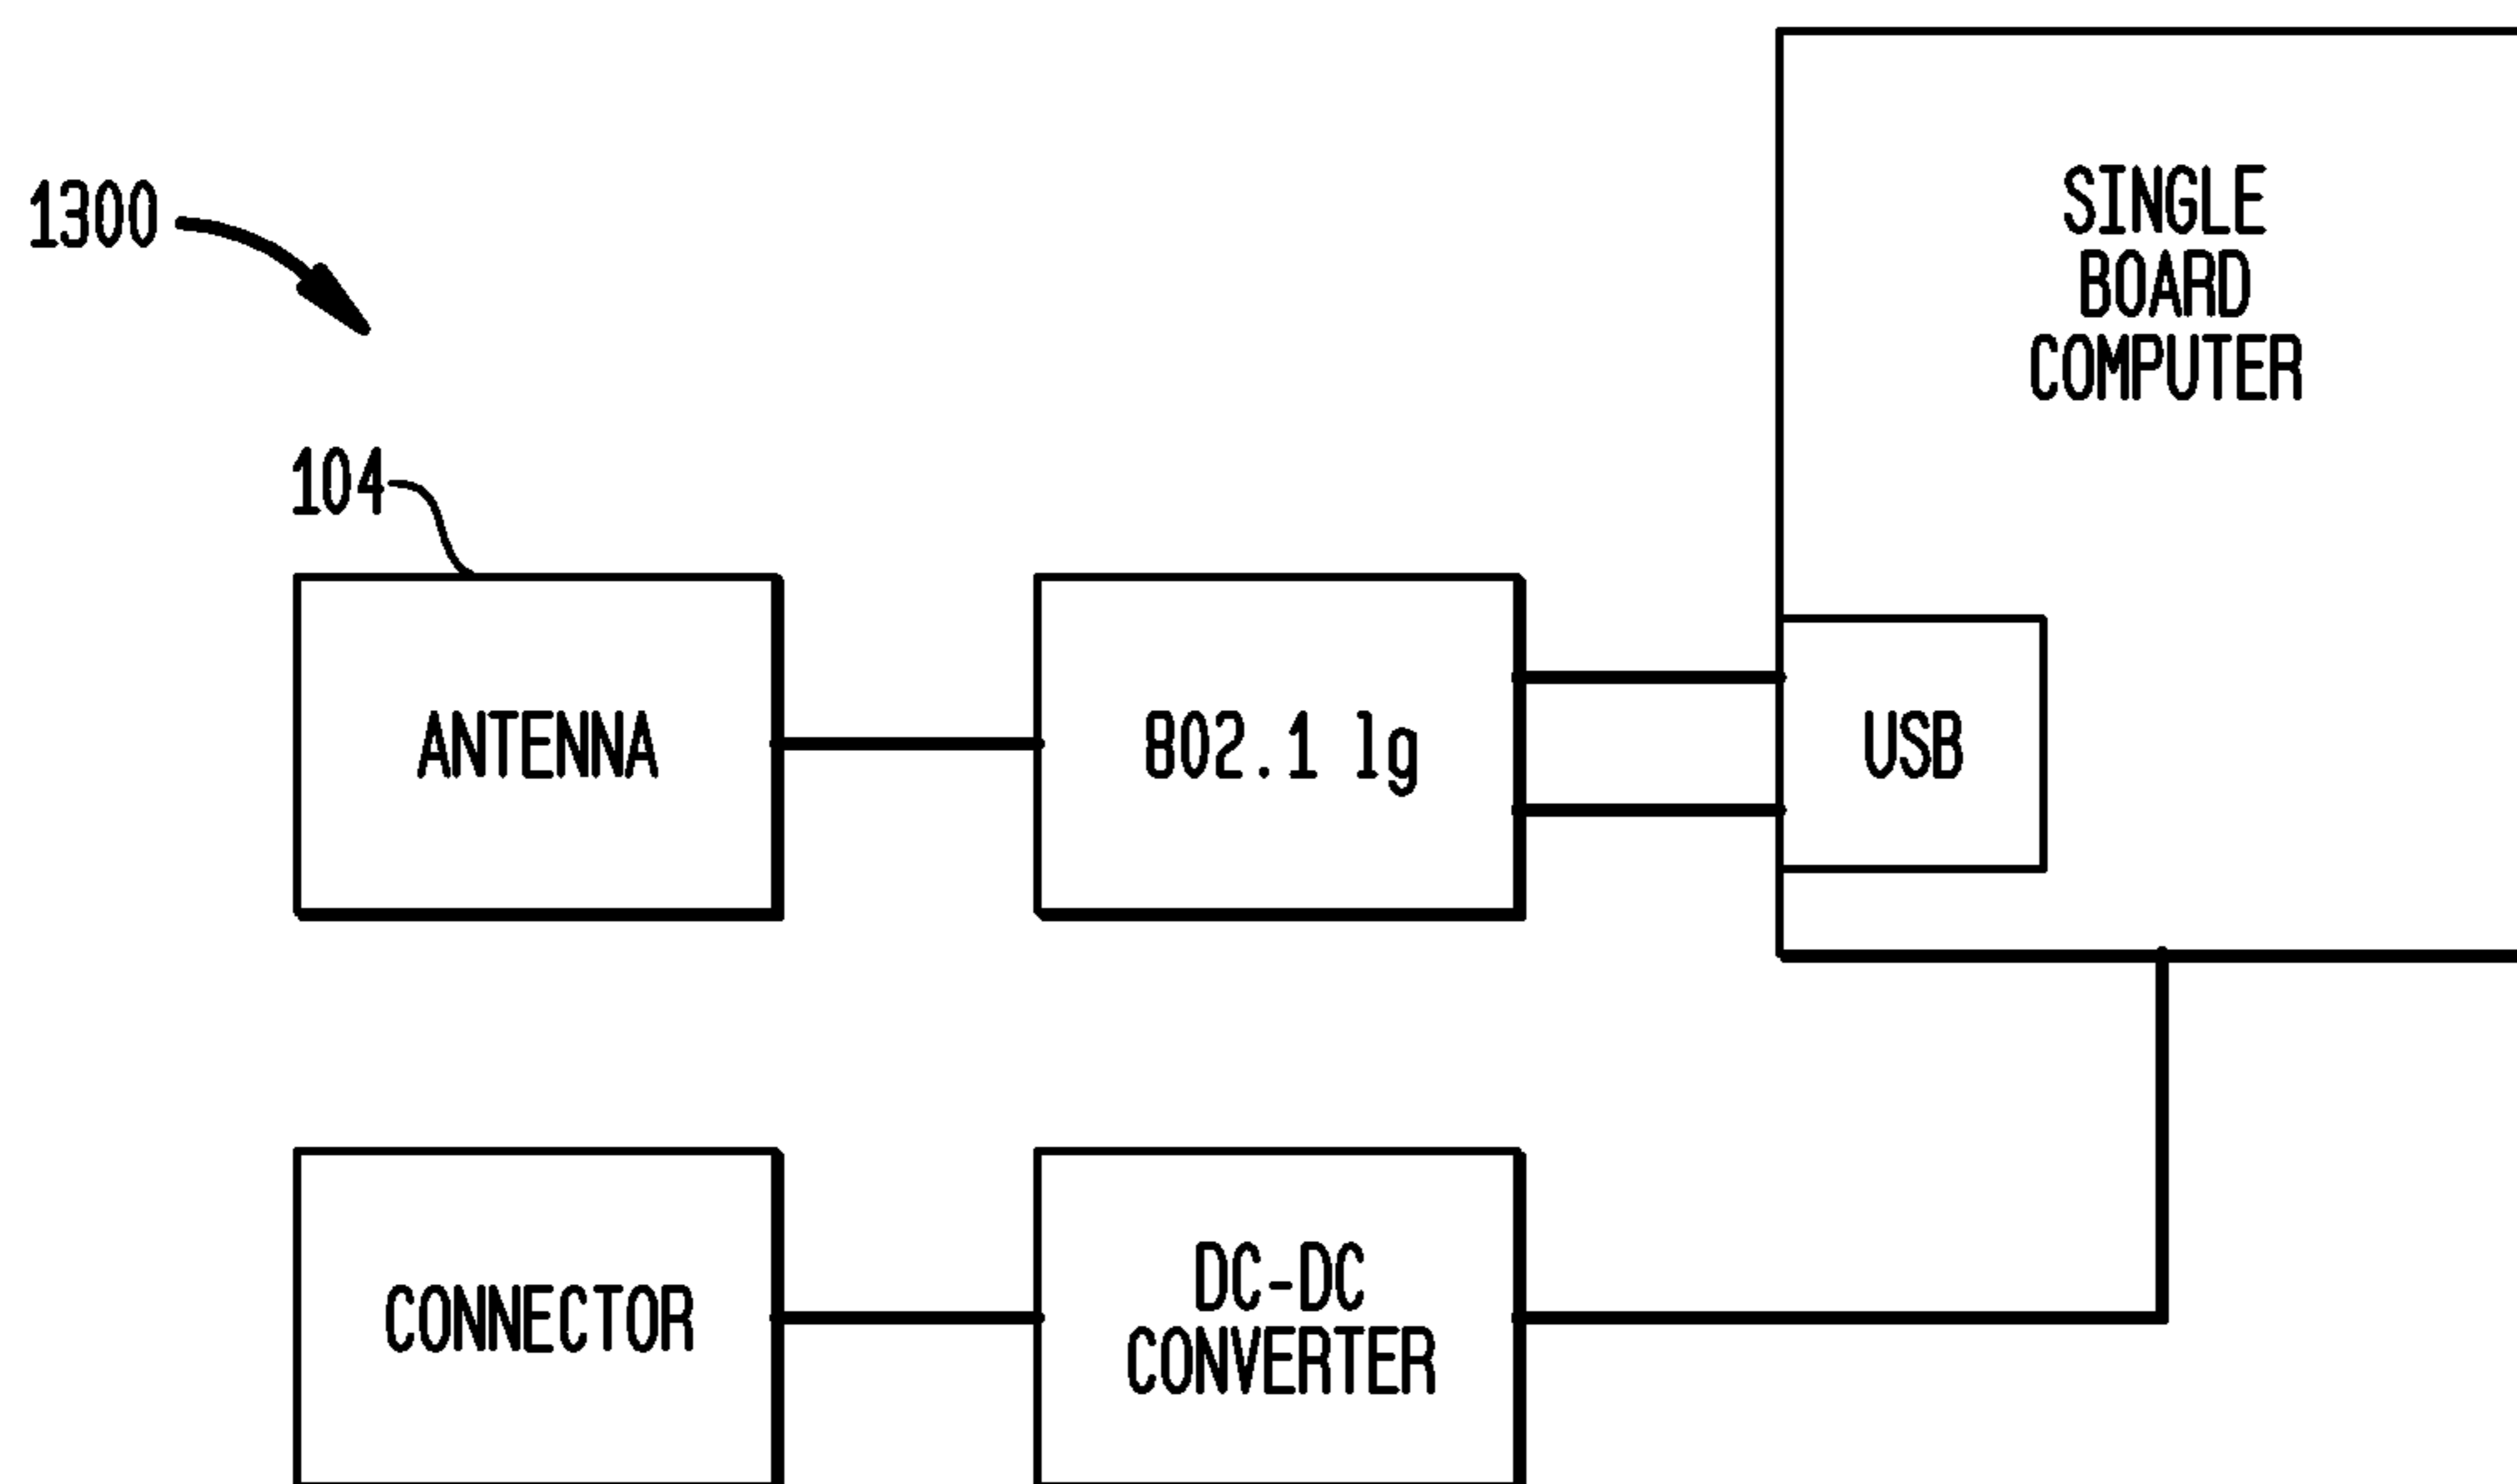 1300
SINGLE
BOARD
COMPUTER
104
ANTENNA
802.1 lg
USB
CONNECTOR
DC-DC
CONVERTER